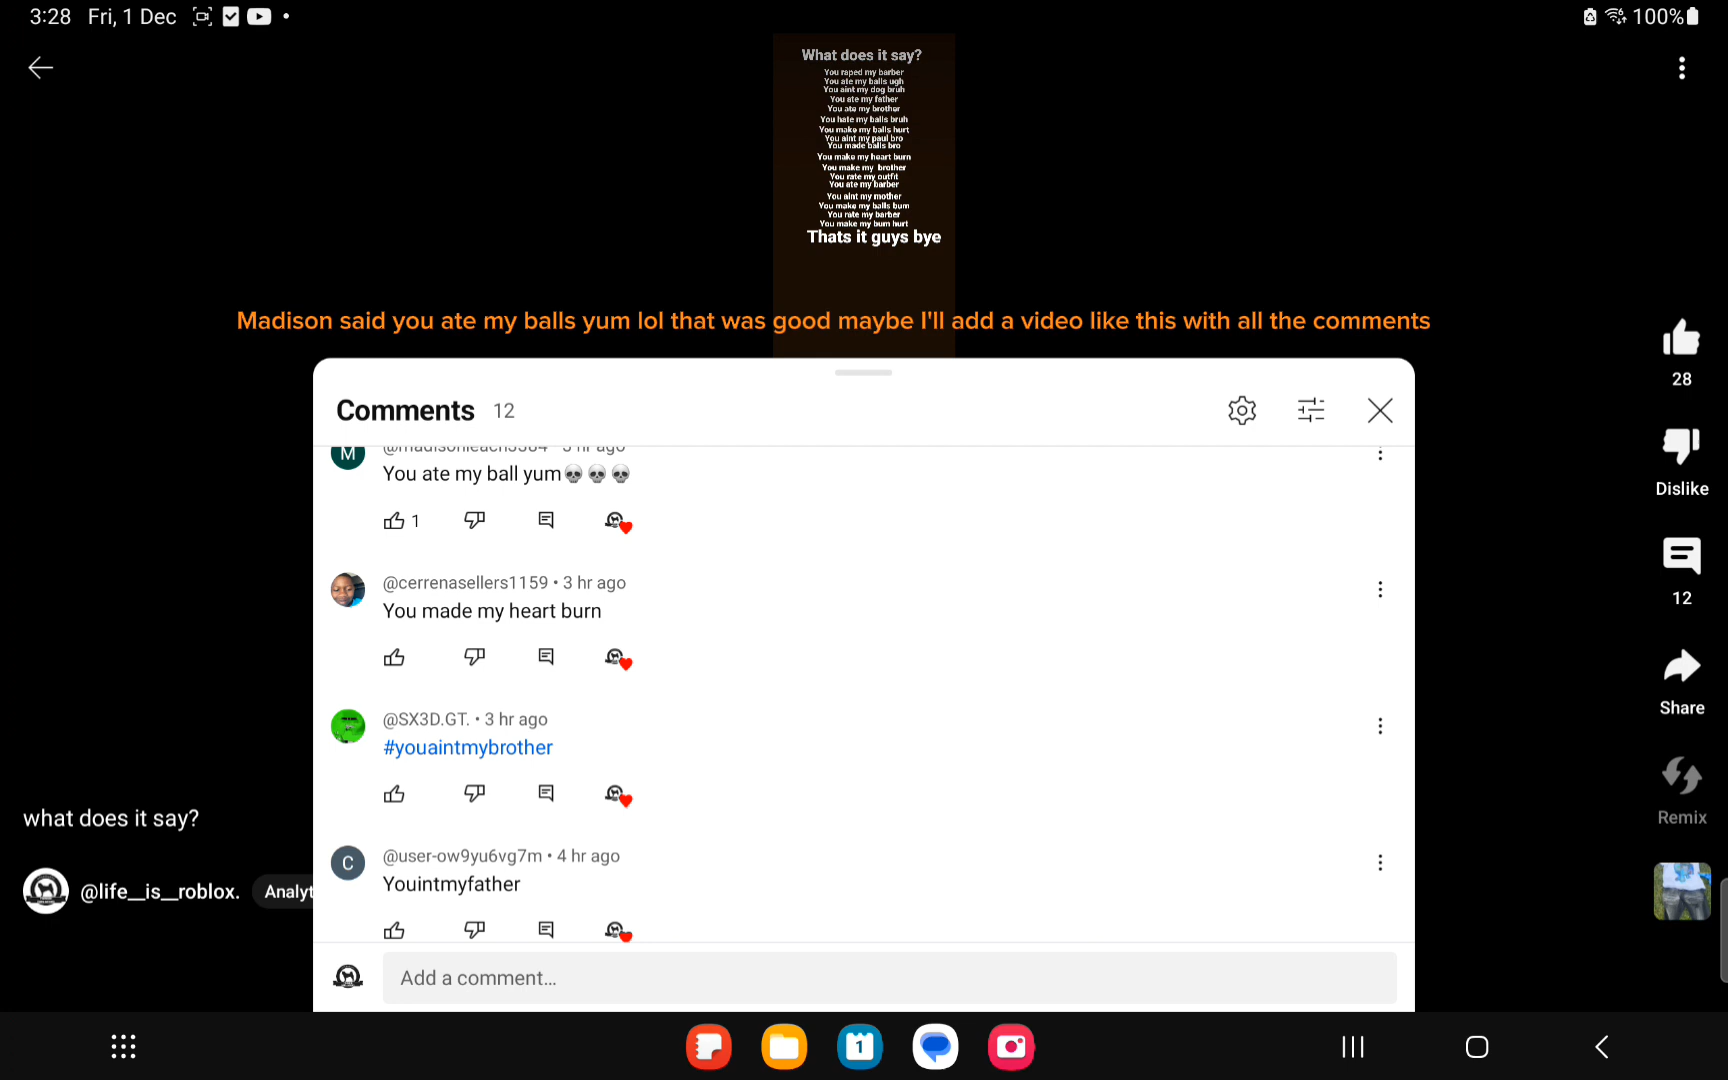 3:28 Fri, 1 Dec
100%
What does it say?
You raped my barber
You ate my balls ugh
You aint my dog bruh
You ate my father
You ate my brother
You hate my balls bruh
You make my balls hurt
You aint my paul bro
You made balls bro
You make my heart burn
You make my brother
You rate my outfit
You ate my barber
You aint my mother
You make my balls bum
You rate my barber
You make my bum hurt
Thats it guys bye
Madison said you ate my balls yum lol that was good maybe I'll add a video like this with all the comments
28
Dislike
12
Share
Remix
Comments 12
M
@madisonleach3384 • 3 hr ago
You ate my ball yum💀💀💀
1
@cerrenasellers1159 • 3 hr ago
You made my heart burn
@SX3D.GT. • 3 hr ago
#youaintmybrother
C
@user-ow9yu6vg7m • 4 hr ago
Youintmyfather
Add a comment...
what does it say?
@life__is__roblox. Analyt
1